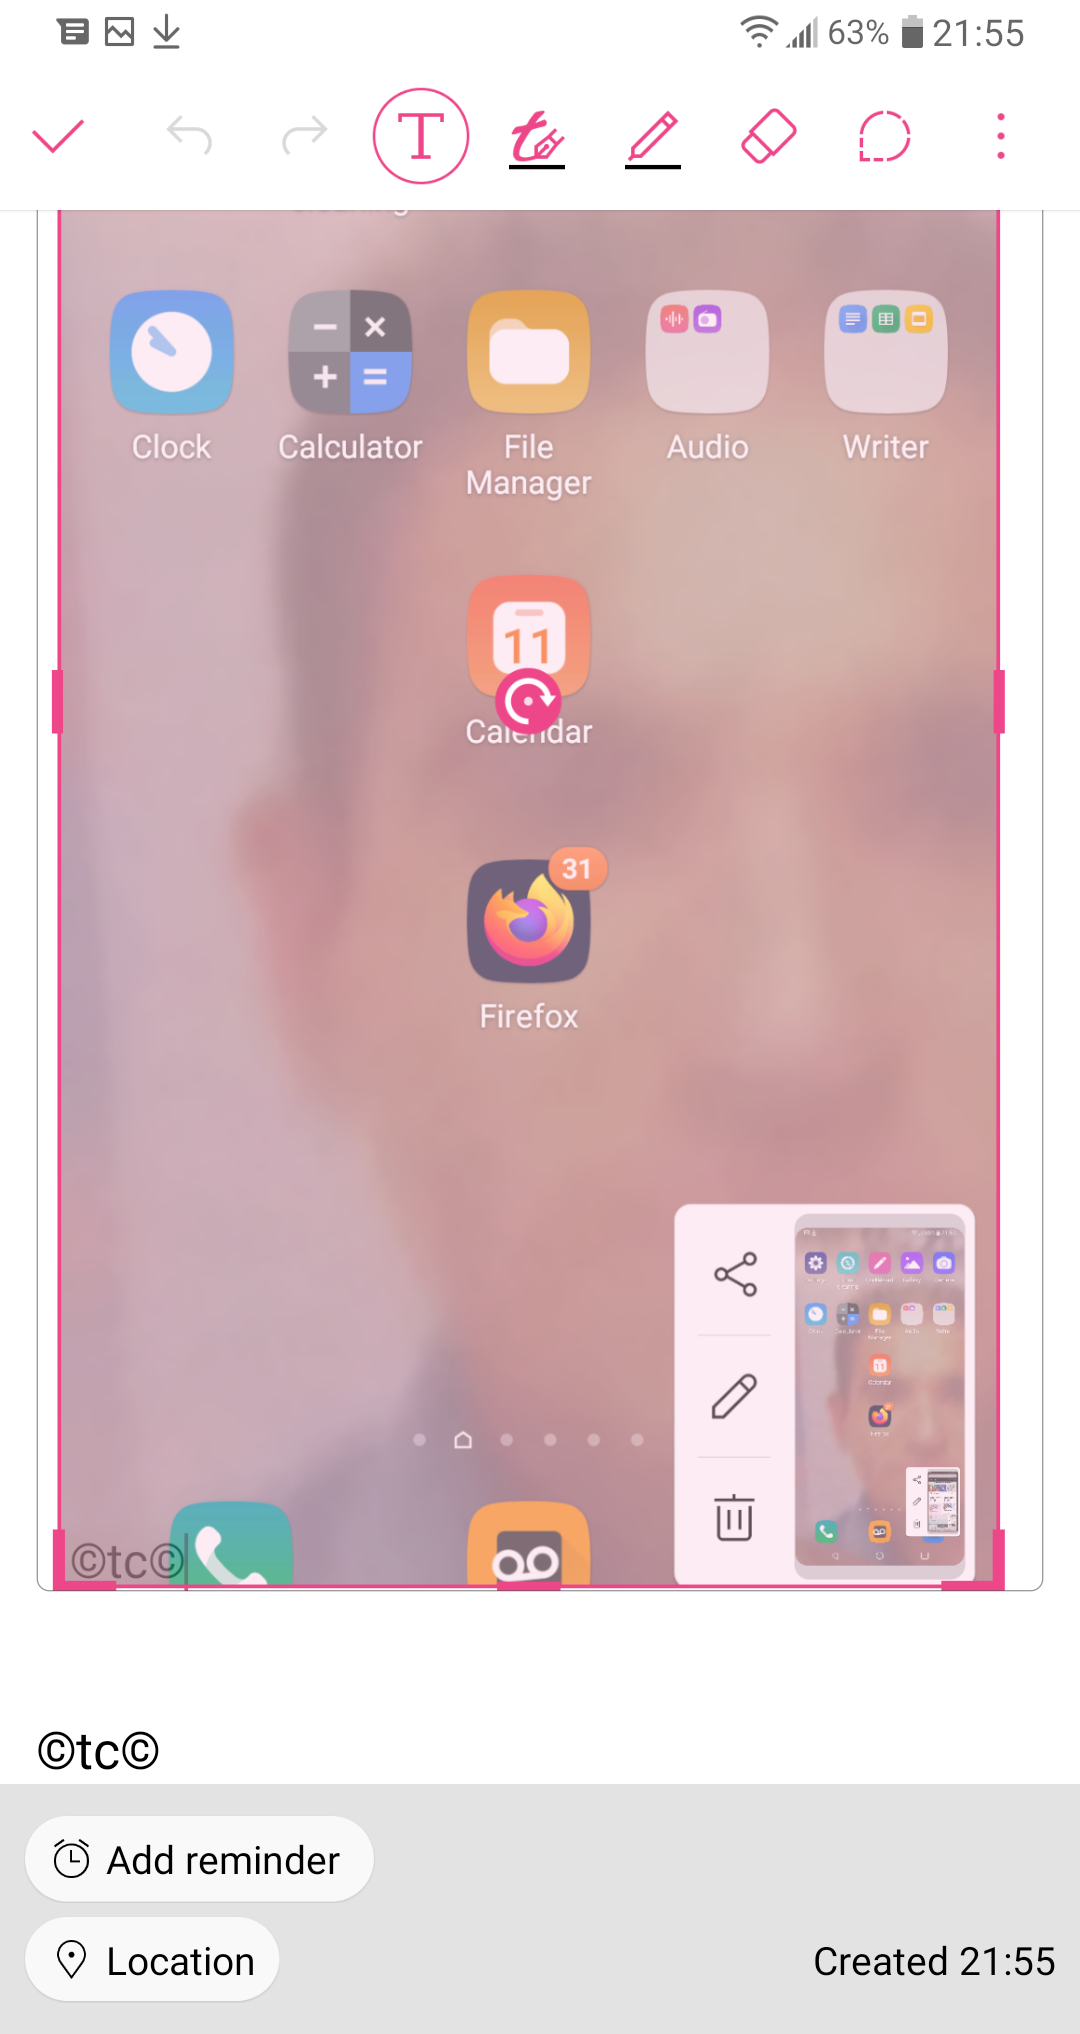 63% 21:55
T
Clock Calculator File Manager Audio Writer
11
Calendar
31
Firefox
©tc©
©tc©
Add reminder
Location
Created 21:55